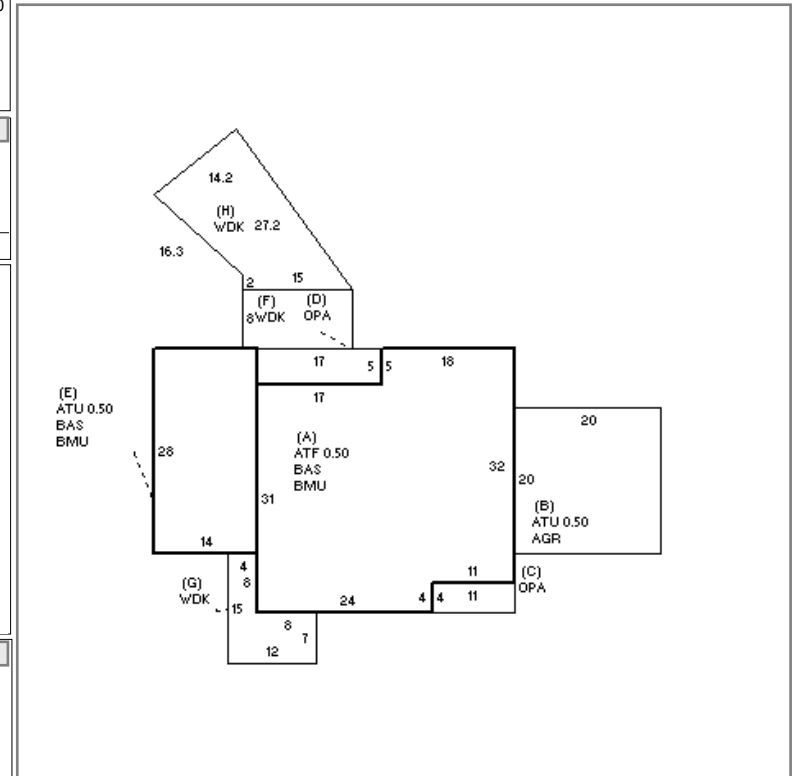 14.2
(H)
WDK 27.2
16.3
2 15
(F) (D)
8WDK OPA
17 5 5 18
17
(E)
ATU 0.50
BAS
BMU
20
(A)
ATF 0.50
BAS
BMU
28
32
20
31
(B)
ATU 0.50
AGR
14
4
8
(G)
WDK
15
11
(C)
OPA
24 4 4 11
8
7
12